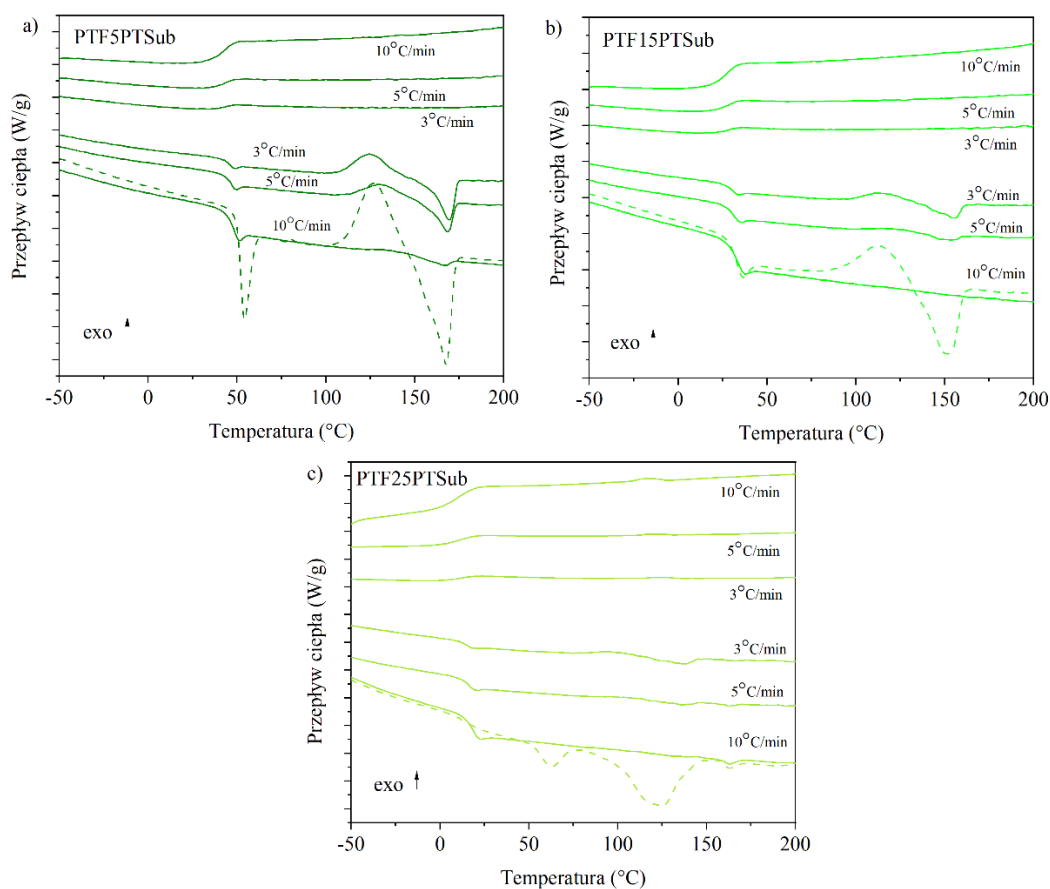 a)
PTF5PTSub
10°C/min
5°C/min
3°C/min
3°C/min
5°C/min
10°C/min
exo
Przepływ ciepła (W/g)
-50 0 50 100 150 200
Temperatura (°C)
b)
PTF15PTSub
10°C/min
5°C/min
3°C/min
3°C/min
5°C/min
10°C/min
exo
Przepływ ciepła (W/g)
-50 0 50 100 150 200
Temperatura (°C)
c)
PTF25PTSub
10°C/min
5°C/min
3°C/min
3°C/min
5°C/min
10°C/min
exo
Przepływ ciepła (W/g)
-50 0 50 100 150 200
Temperatura (°C)